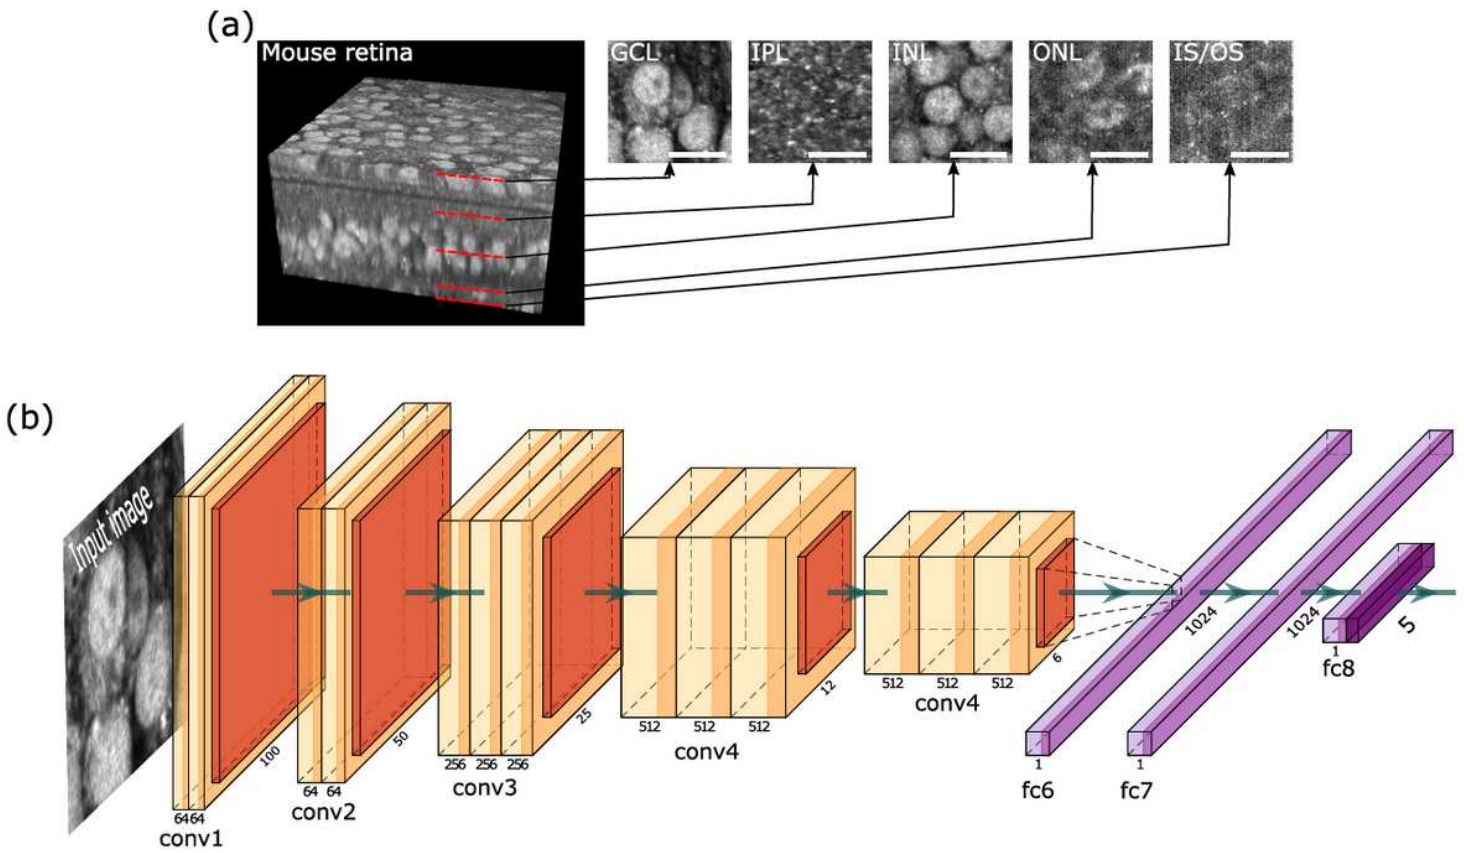 (a)
Mouse retina
GCL
IPL
INL
ONL
IS/OS
(b)
Input image
64 64
conv1
100
64 64
conv2
50
256 256 256
conv3
25
512 512 512
conv4
12
512 512 512
conv4
6
1
fc6
1024
1
fc7
1024
1
fc8
5